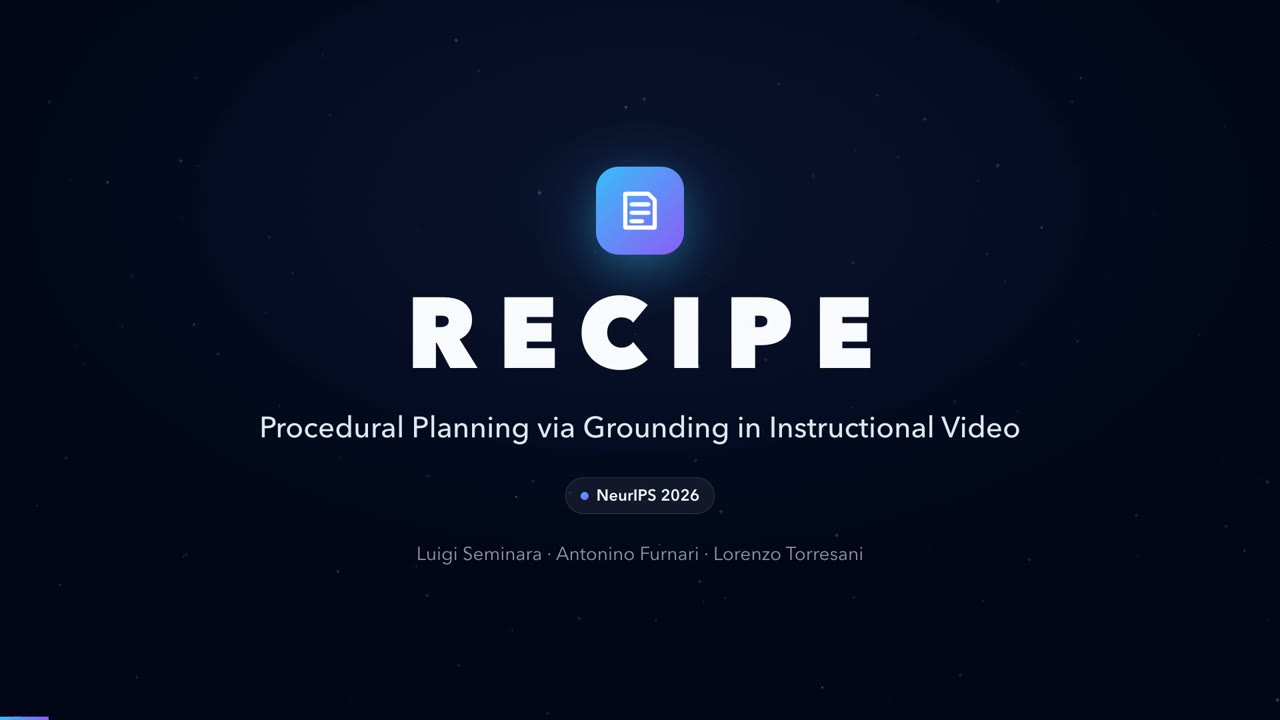 RECIPE
Procedural Planning via Grounding in Instructional Video
NeurIPS 2026
Luigi Seminara · Antonino Furnari · Lorenzo Torresani